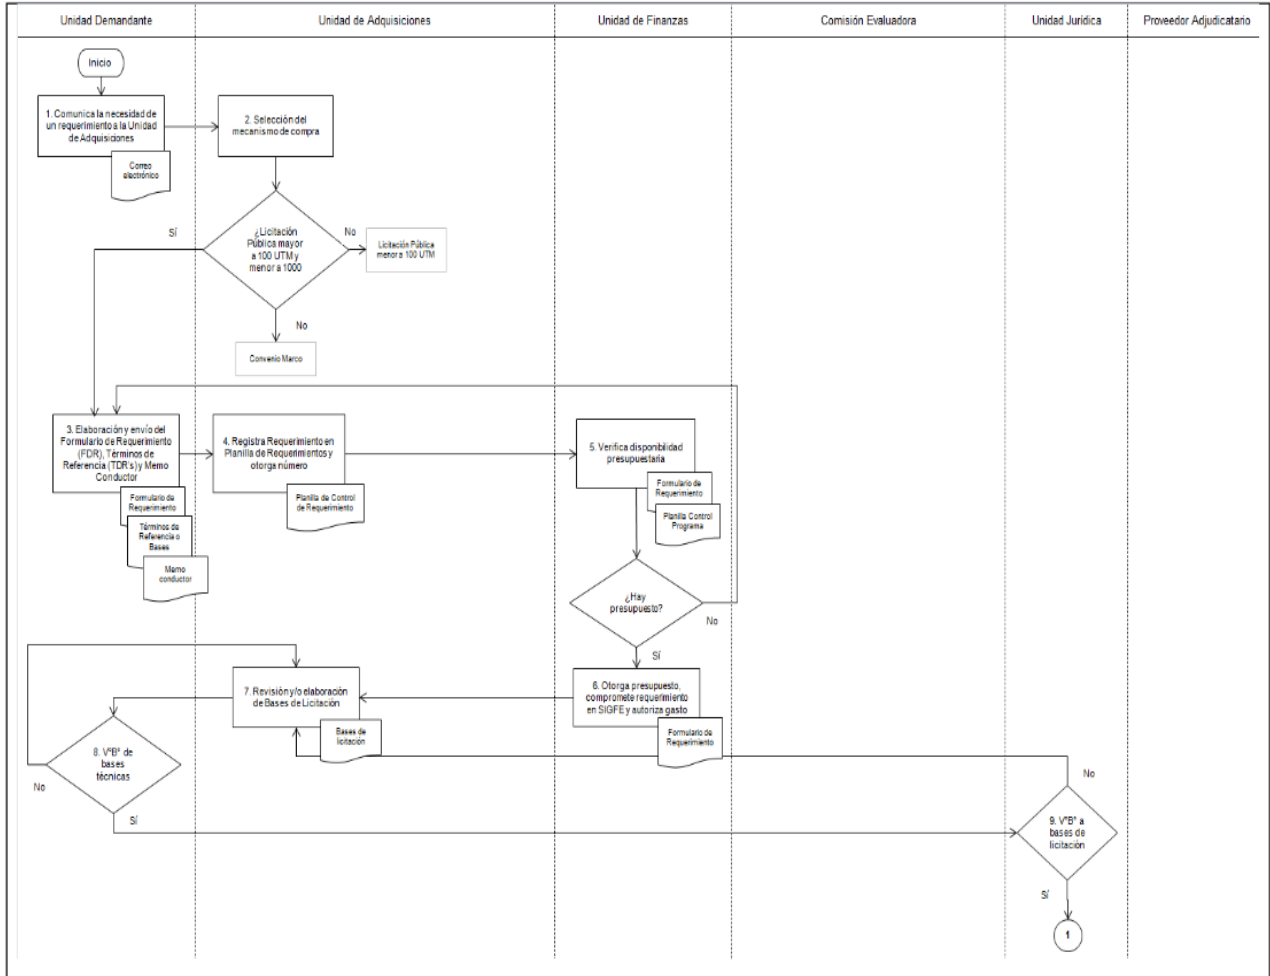 Unidad Demandante
Unidad de Adquisiciones
Unidad de Finanzas
Comisión Evaluadora
Unidad Jurídica
Proveedor Adjudicatario
Inicio
1. Comunica la necesidad de
un requerimiento a la Unidad
de Adquisiciones
Correo
electrónico
2. Selección del
mecanismo de compra
¿Licitación
Pública mayor
a 100 UTM y
menor a 1000
Sí
No
Licitación Pública
menor a 100 UTM
No
Convenio Marco
3. Elaboración y envío del
Formulario de Requerimiento
(FDR), Términos de
Referencia (TDR's) y Memo
Conductor
Formulario de
Requerimiento
Términos de
Referencia o
Bases
Memo
conductor
4. Registra Requerimiento en
Planilla de Requerimientos y
otorga número
Planilla de Control
de Requerimiento
5. Verifica disponibilidad
presupuestaria
Formulario de
Requerimiento
Planilla Control
Programa
¿Hay
presupuesto?
No
Sí
6. Otorga presupuesto,
compromete requerimiento
en SIGFE y autoriza gasto
Formulario de
Requerimiento
7. Revisión y/o elaboración
de Bases de Licitación
Bases de
licitación
8. V°B° de
bases
técnicas
No
Sí
9. V°B° a
bases de
licitación
No
Sí
1